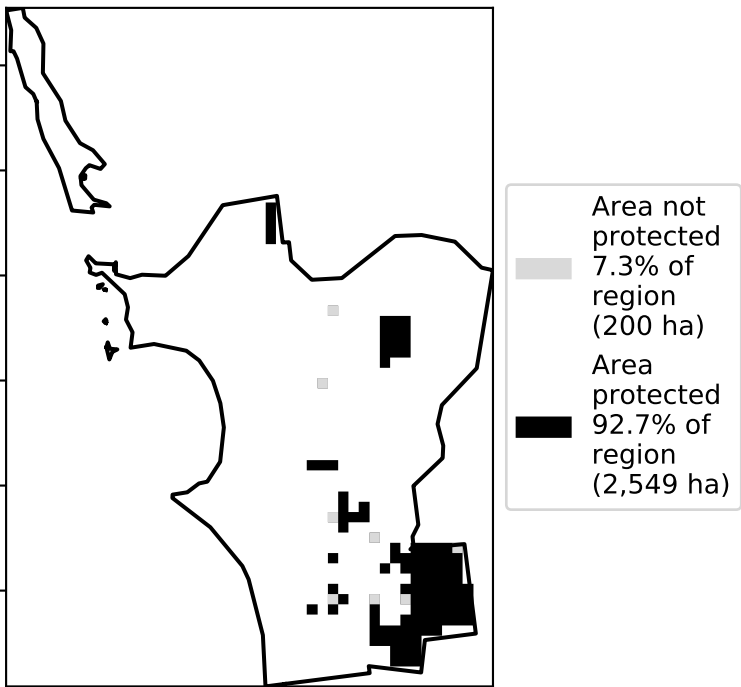 Area not
protected
7.3% of
region
(200 ha)
Area
protected
92.7% of
region
(2,549 ha)